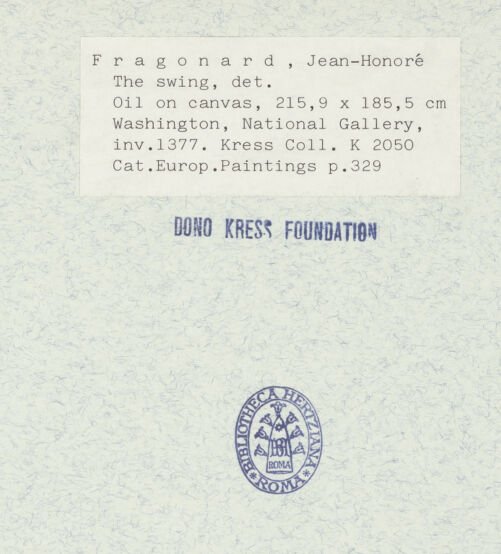 F r a g o n a r d , Jean-Honoré
The swing, det.
Oil on canvas, 215,9 x 185,5 cm
Washington, National Gallery,
inv.1377. Kress Coll. K 2050
Cat.Europ.Paintings p.329
DONO KRESS FOUNDATION
BIBLIOTHECA HERTZIANA
ROMA
*ROMA*